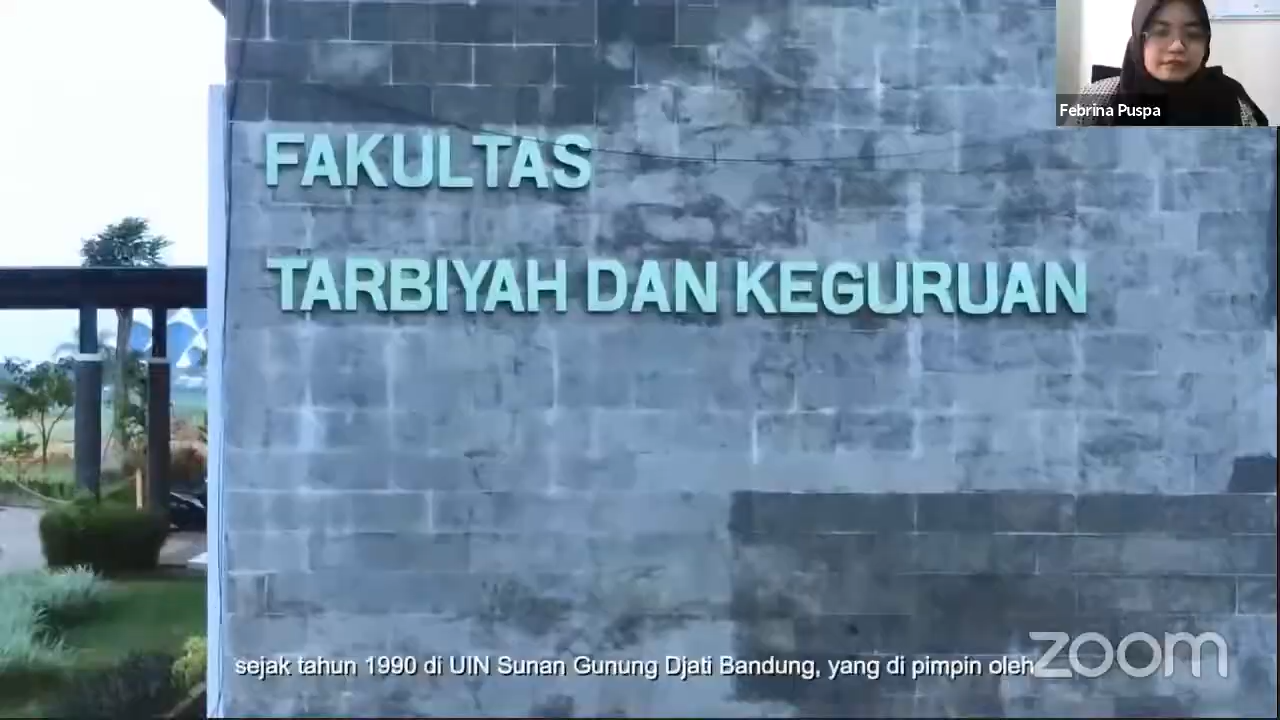 Febrina Puspa
FAKULTAS
TARBIYAH DAN KEGURUAN
sejak tahun 1990 di UIN Sunan Gunung Djati Bandung, yang di pimpin oleh
zoom